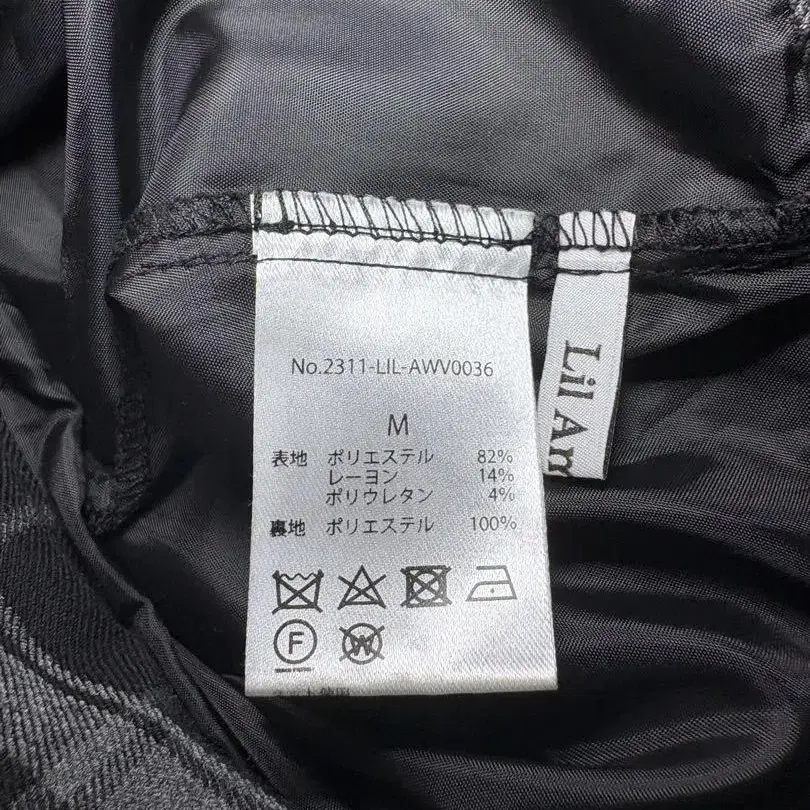 No.2311-LIL-AWV0036
M
表地 ポリエステル 82%
レーヨン 14%
ポリウレタン 4%
裏地 ポリエステル 100%
F
W
Lil